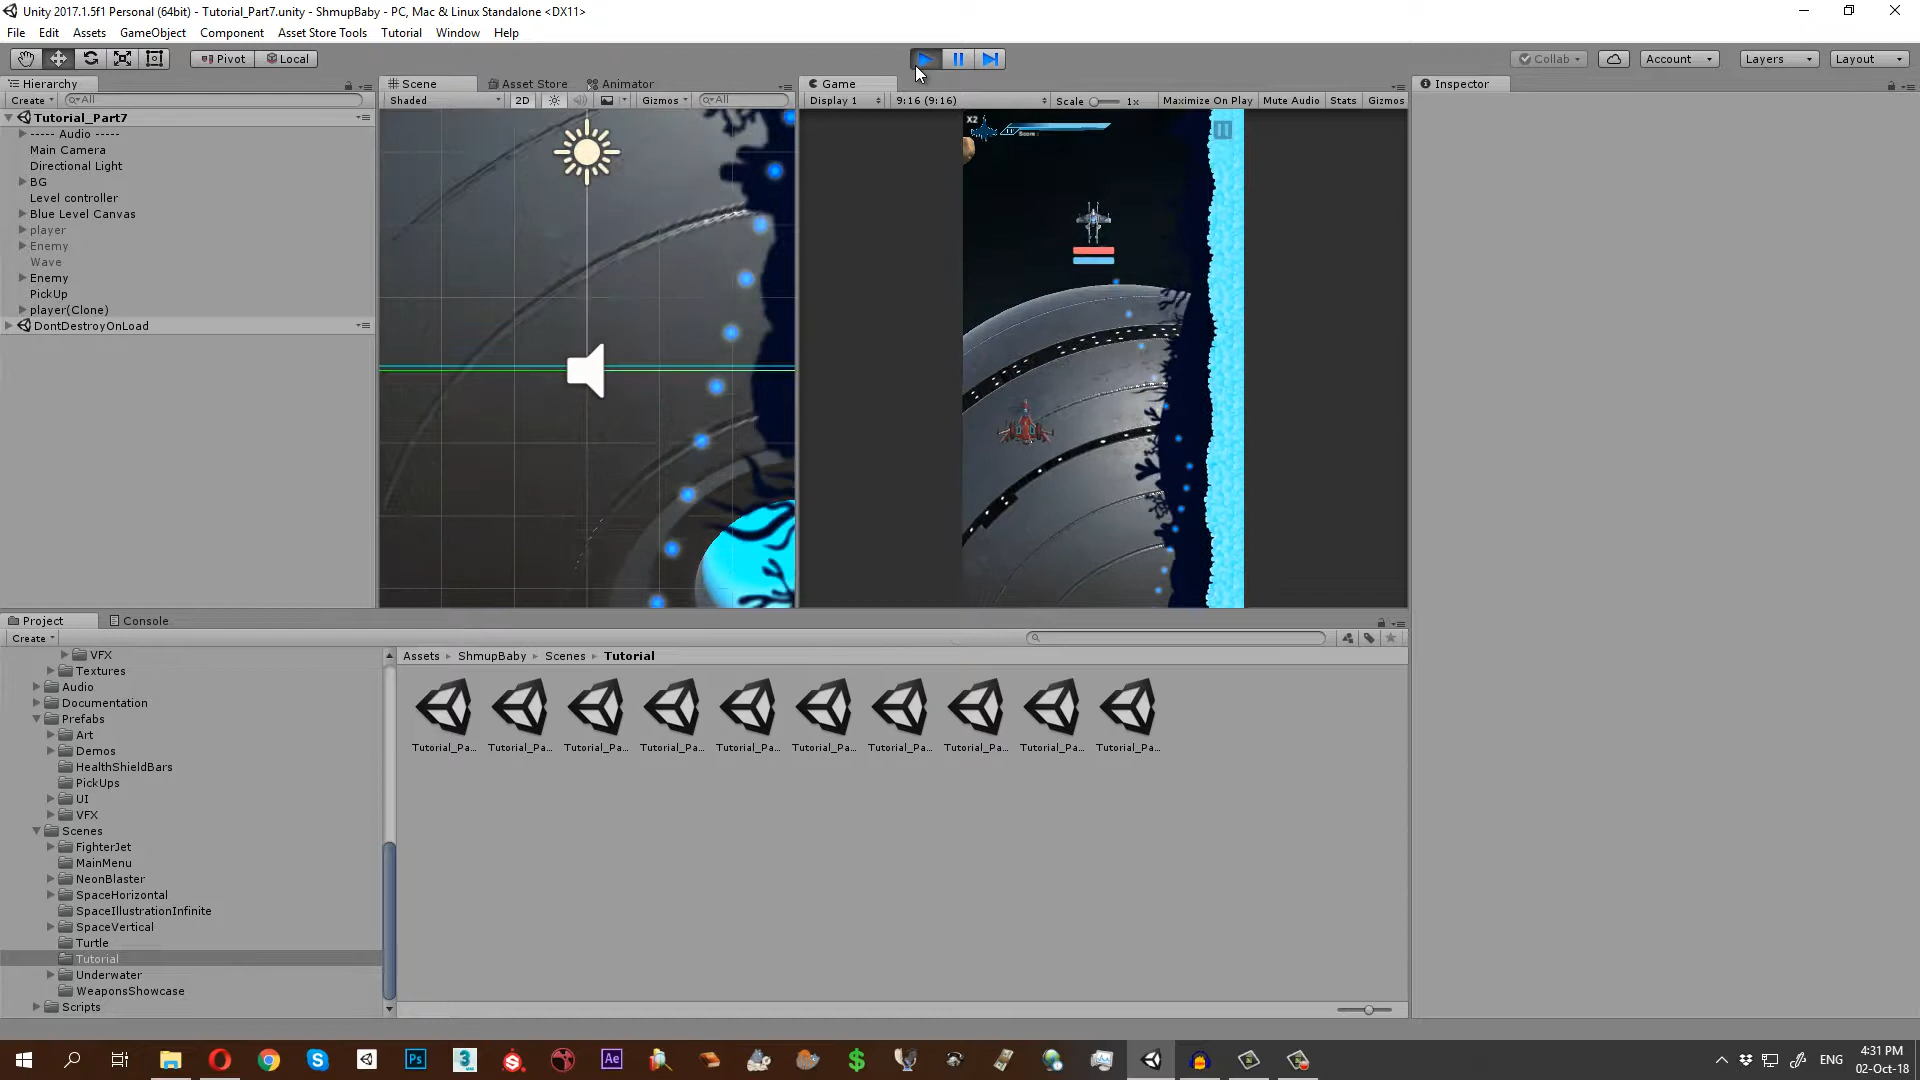 Unity 2017.1.5f1 Personal (64bit) - Tutorial_Part7.unity - ShmupBaby - PC, Mac & Linux Standalone <DX11>
File Edit Assets GameObject Component Asset Store Tools Tutorial Window Help
Pivot Local Collab Account Layers Layout
Hierarchy Scene Asset Store Animator Game Inspector
Create All Shaded 2D Gizmos All Display 1 9:16 (9:16) Scale 1x Maximize On Play Mute Audio Stats Gizmos
Tutorial_Part7
----- Audio -----
Main Camera
Directional Light
BG
Level controller
Blue Level Canvas
player
Enemy
Wave
Enemy
PickUp
player(Clone)
DontDestroyOnLoad
X2
Score :
Project Console
Create
Assets ShmupBaby Scenes Tutorial
VFX
Textures
Audio
Documentation
Prefabs
Art
Demos
HealthShieldBars
PickUps
UI
VFX
Scenes
FighterJet
MainMenu
NeonBlaster
SpaceHorizontal
SpaceIllustrationInfinite
SpaceVertical
Turtle
Tutorial
Underwater
WeaponsShowcase
Scripts
Tutorial_Pa... Tutorial_Pa... Tutorial_Pa... Tutorial_Pa... Tutorial_Pa... Tutorial_Pa... Tutorial_Pa... Tutorial_Pa... Tutorial_Pa... Tutorial_Pa...
Ps 3 Ae ENG
4:31 PM
02-Oct-18